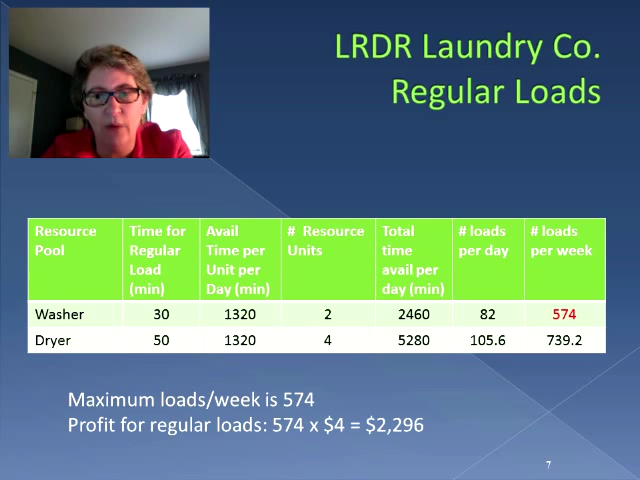 LRDR Laundry Co.
Regular Loads
Resource Pool | Time for Regular Load (min) | Avail Time per Unit per Day (min) | # Resource Units | Total time avail per day (min) | # loads per day | # loads per week
Washer | 30 | 1320 | 2 | 2460 | 82 | 574
Dryer | 50 | 1320 | 4 | 5280 | 105.6 | 739.2
Maximum loads/week is 574
Profit for regular loads: 574 x $4 = $2,296
7